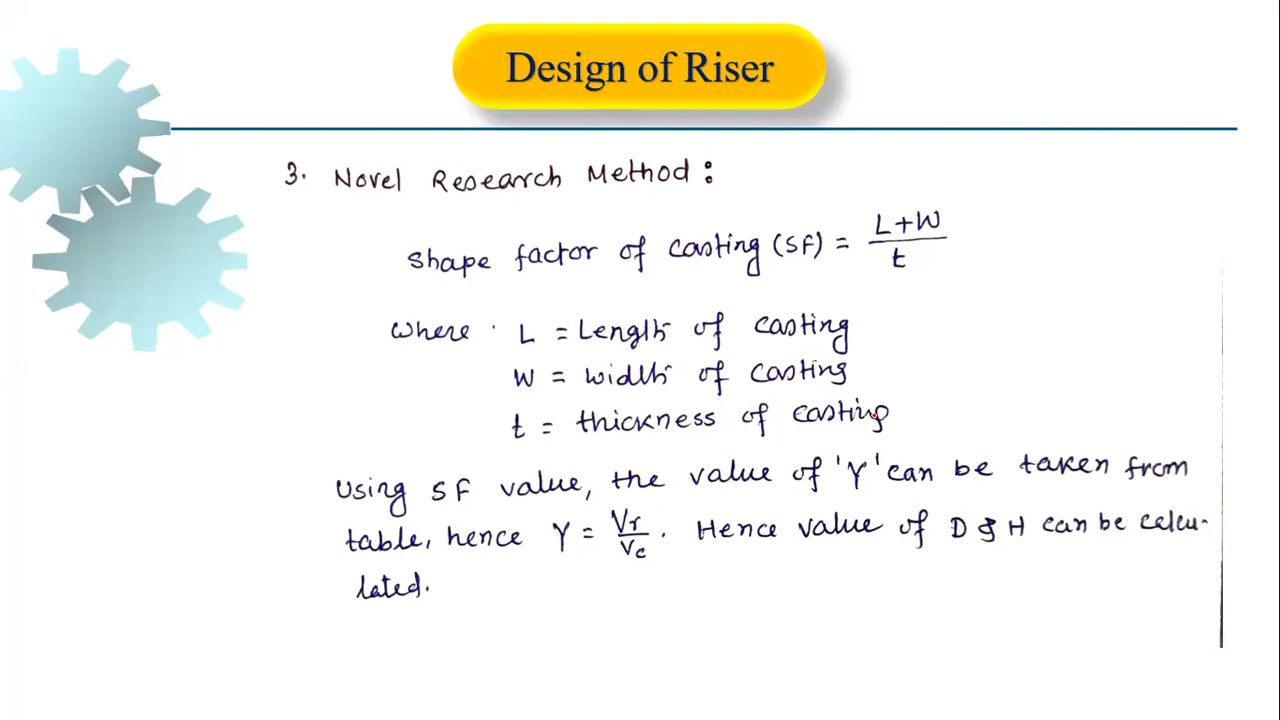 Design of Riser
3. Novel Research Method :
Shape factor of casting (SF) = L+W / t
Where L = Length of casting
W = width of casting
t = thickness of casting
Using SF value, the value of 'Y' can be taken from
table, hence Y = Vr / Vc . Hence value of D & H can be calcu-
lated.